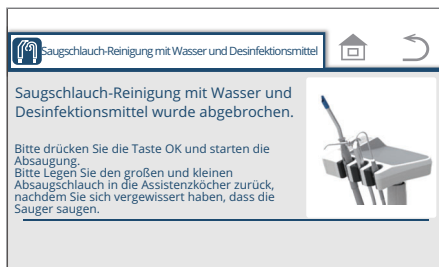 Saugschlauch-Reinigung mit Wasser und Desinfektionsmittel
Saugschlauch-Reinigung mit Wasser und
Desinfektionsmittel wurde abgebrochen.
Bitte drücken Sie die Taste OK und starten die
Absaugung.
Bitte Legen Sie den großen und kleinen
Absaugschlauch in die Assistenzköcher zurück,
nachdem Sie sich vergewissert haben, dass die
Sauger saugen.